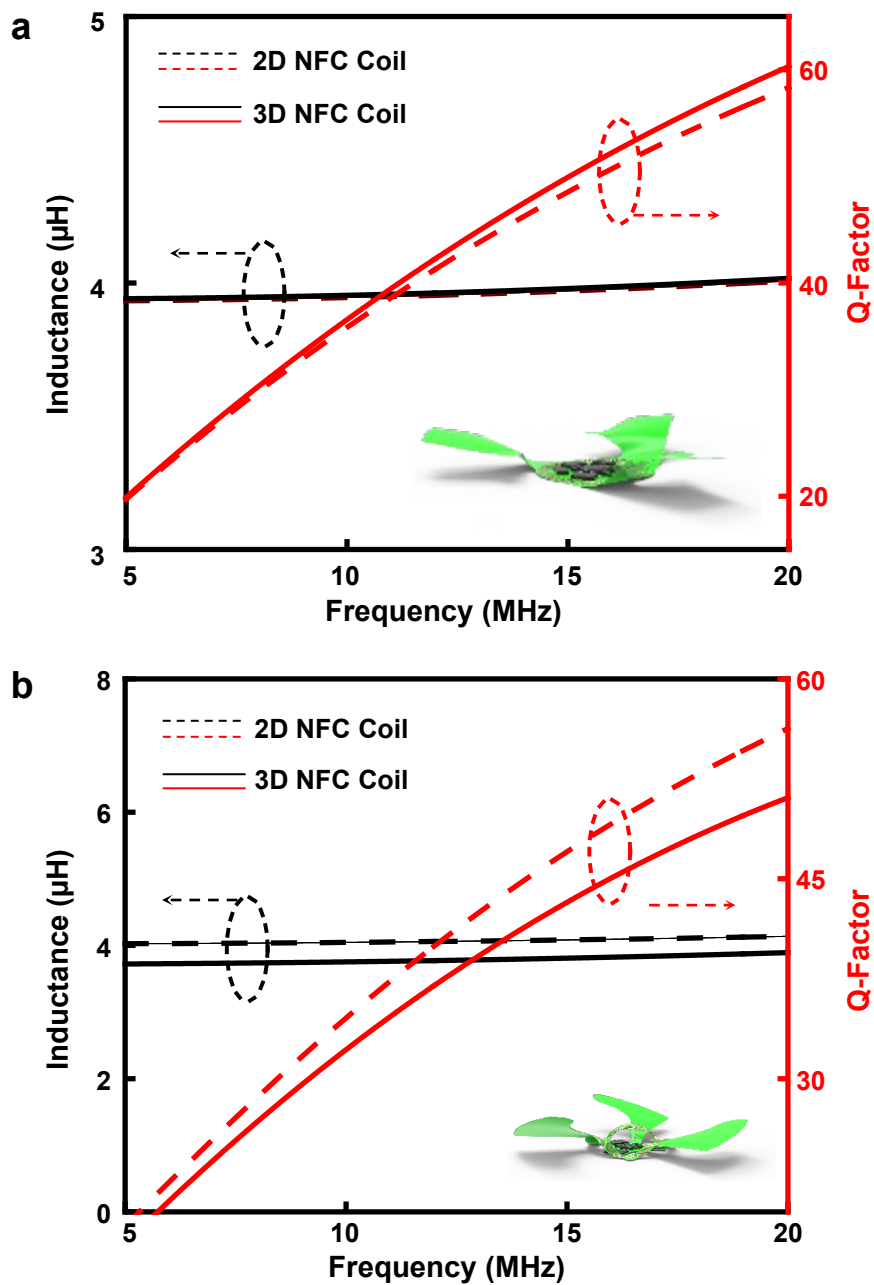 a
5
4
3
Inductance (µH)
2D NFC Coil
3D NFC Coil
60
40
20
Q-Factor
5
10
15
20
Frequency (MHz)
b
8
6
4
2
0
Inductance (µH)
2D NFC Coil
3D NFC Coil
60
45
30
Q-Factor
5
10
15
20
Frequency (MHz)